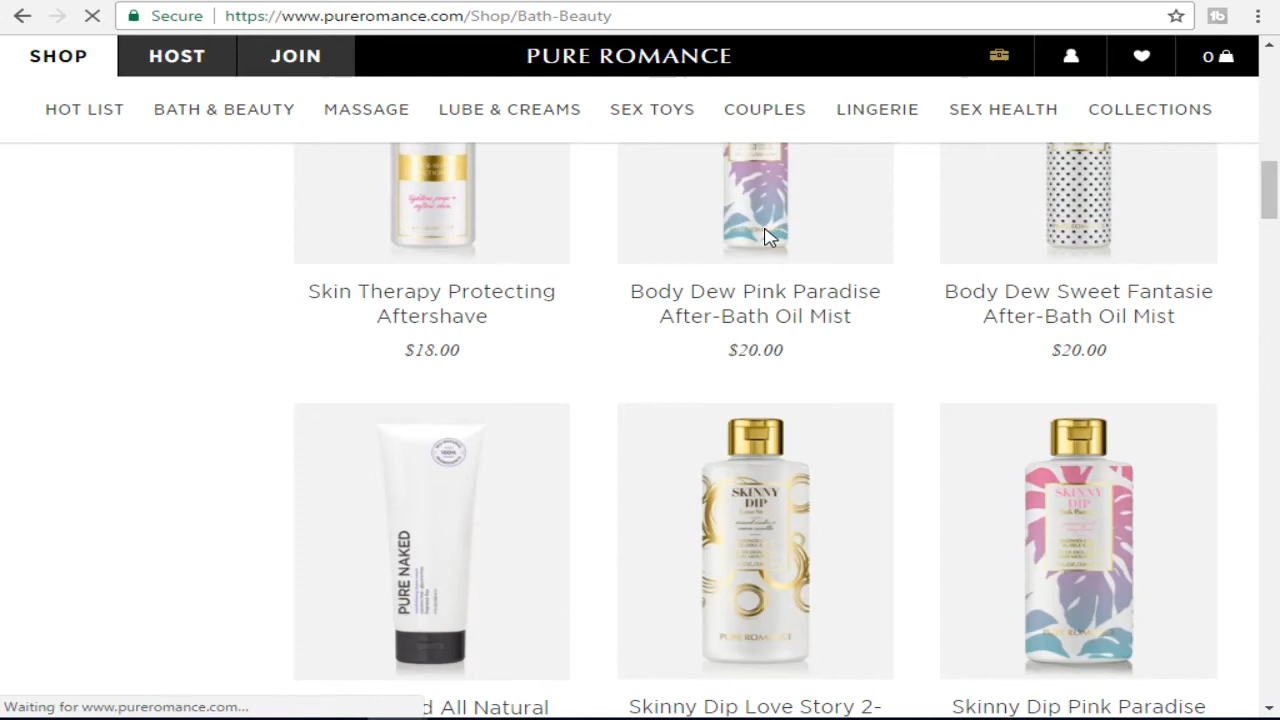 Secure https://www.pureromance.com/Shop/Bath-Beauty
SHOP HOST JOIN PURE ROMANCE 0
HOT LIST BATH & BEAUTY MASSAGE LUBE & CREAMS SEX TOYS COUPLES LINGERIE SEX HEALTH COLLECTIONS
Skin Therapy Protecting
Aftershave
$18.00
Body Dew Pink Paradise
After-Bath Oil Mist
$20.00
Body Dew Sweet Fantasie
After-Bath Oil Mist
$20.00
100%
PURE NAKED
SKINNY
DIP
PURE ROMANCE
SKINNY
DIP
Waiting for www.pureromance.com...
d All Natural
Skinny Dip Love Story 2-
Skinny Dip Pink Paradise